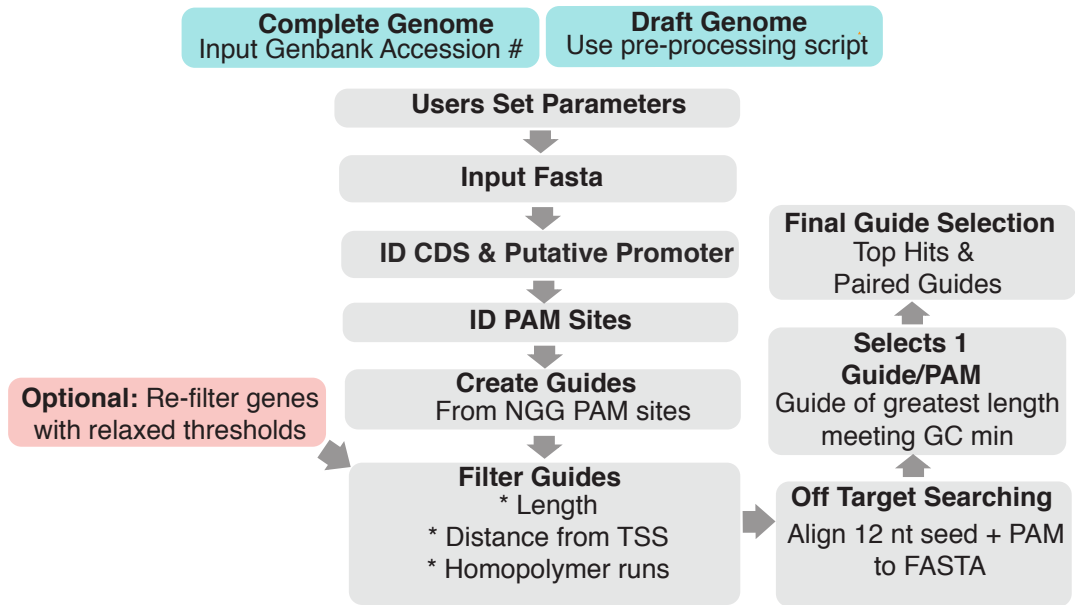 Complete Genome
Input Genbank Accession #
Draft Genome
Use pre-processing script
Users Set Parameters
Input Fasta
ID CDS & Putative Promoter
ID PAM Sites
Create Guides
From NGG PAM sites
Optional: Re-filter genes
with relaxed thresholds
Filter Guides
* Length
* Distance from TSS
* Homopolymer runs
Off Target Searching
Align 12 nt seed + PAM
to FASTA
Selects 1
Guide/PAM
Guide of greatest length
meeting GC min
Final Guide Selection
Top Hits &
Paired Guides